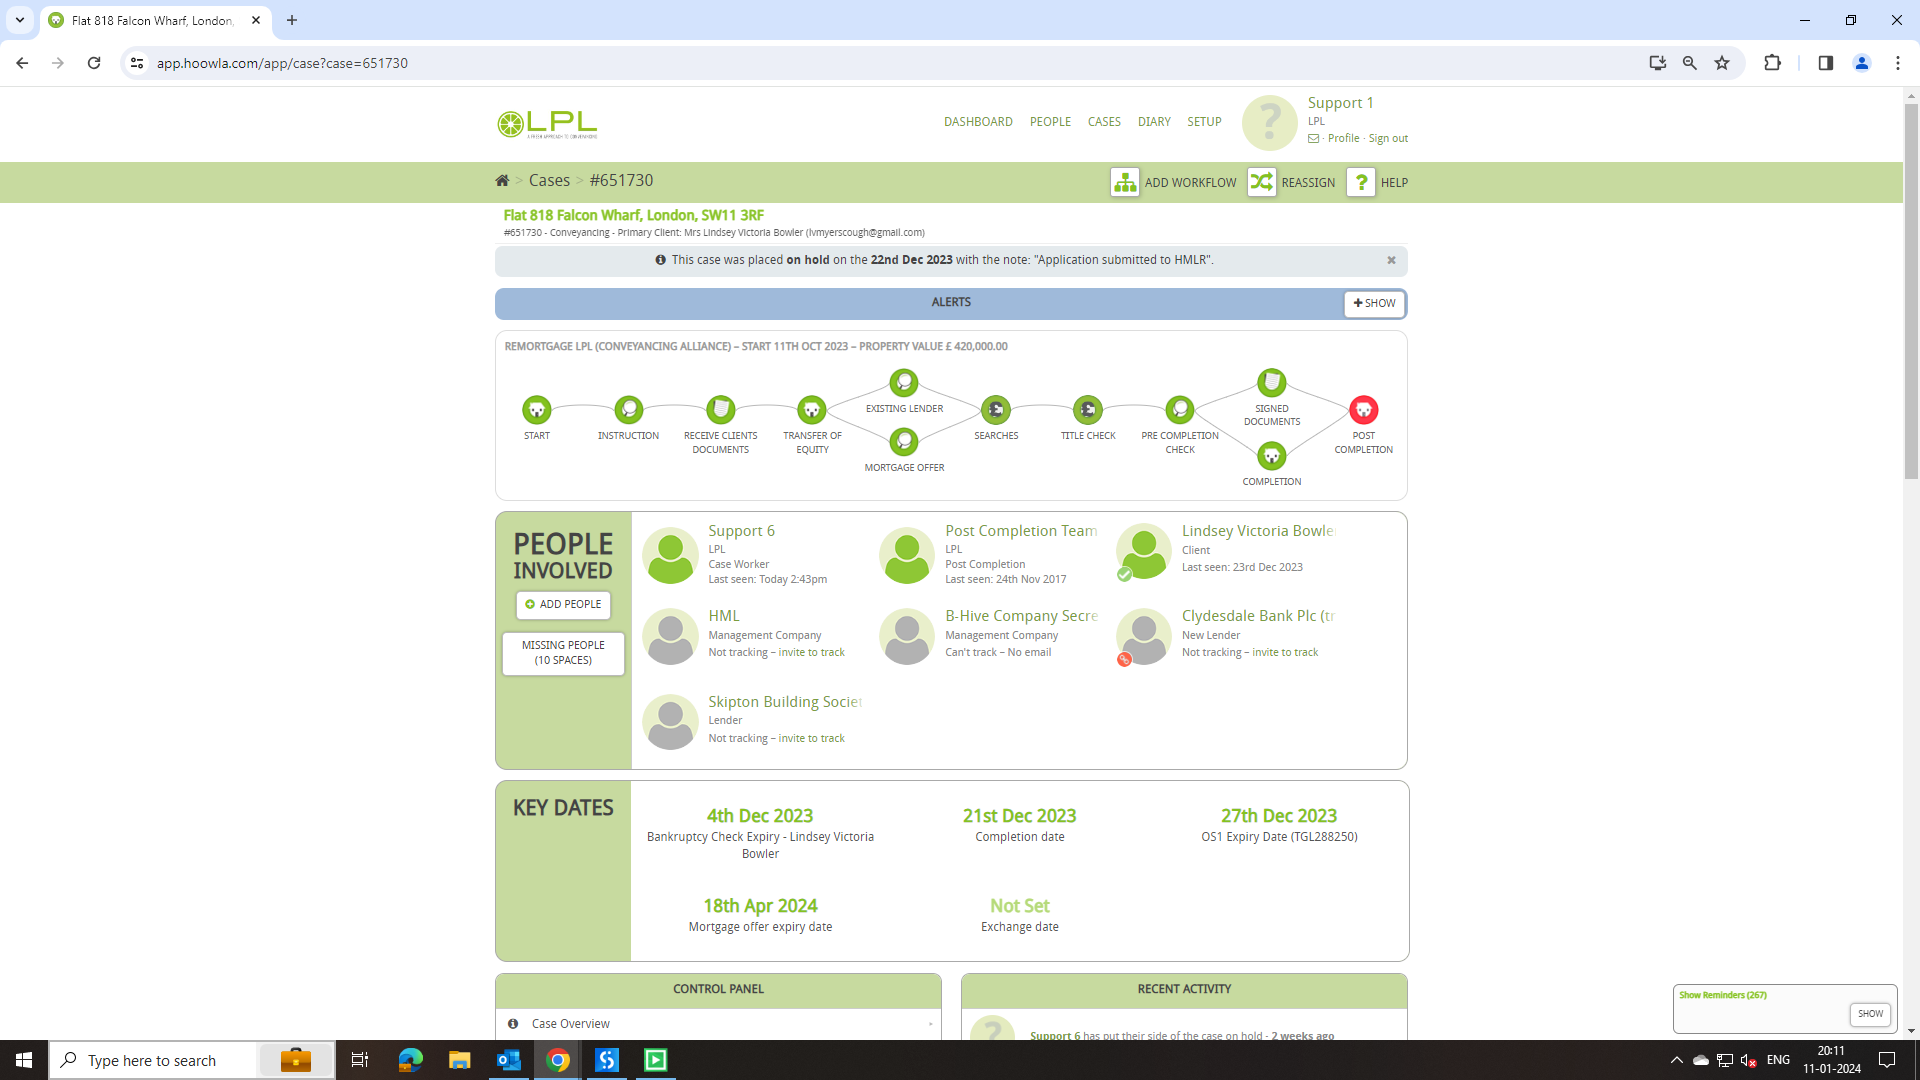 Flat 818 Falcon Wharf, London,
app.hoowla.com/app/case?case=651730
LPL
DASHBOARD PEOPLE CASES DIARY SETUP
Support 1
LPL
· Profile · Sign out
> Cases > #651730
ADD WORKFLOW REASSIGN HELP
Flat 818 Falcon Wharf, London, SW11 3RF
#651730 - Conveyancing - Primary Client: Mrs Lindsey Victoria Bowler (lvmyerscough@gmail.com)
This case was placed on hold on the 22nd Dec 2023 with the note: "Application submitted to HMLR".
ALERTS
SHOW
REMORTGAGE LPL (CONVEYANCING ALLIANCE) – START 11TH OCT 2023 – PROPERTY VALUE £ 420,000.00
START
INSTRUCTION
RECEIVE CLIENTS
DOCUMENTS
TRANSFER OF
EQUITY
EXISTING LENDER
MORTGAGE OFFER
SEARCHES
TITLE CHECK
PRE COMPLETION
CHECK
SIGNED
DOCUMENTS
COMPLETION
POST
COMPLETION
PEOPLE
INVOLVED
ADD PEOPLE
MISSING PEOPLE
(10 SPACES)
Support 6
LPL
Case Worker
Last seen: Today 2:43pm
Post Completion Team
LPL
Post Completion
Last seen: 24th Nov 2017
Lindsey Victoria Bowler
Client
Last seen: 23rd Dec 2023
HML
Management Company
Not tracking – invite to track
B-Hive Company Secre
Management Company
Can't track – No email
Clydesdale Bank Plc (tr
New Lender
Not tracking – invite to track
Skipton Building Societ
Lender
Not tracking – invite to track
KEY DATES
4th Dec 2023
Bankruptcy Check Expiry - Lindsey Victoria
Bowler
21st Dec 2023
Completion date
27th Dec 2023
OS1 Expiry Date (TGL288250)
18th Apr 2024
Mortgage offer expiry date
Not Set
Exchange date
CONTROL PANEL
Case Overview
RECENT ACTIVITY
Support 6 has put their side of the case on hold - 2 weeks ago
Show Reminders (267)
SHOW
Type here to search
ENG
20:11
11-01-2024